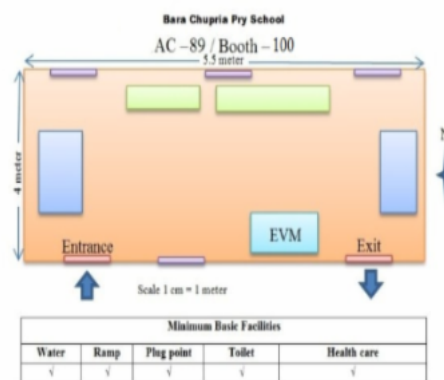 Bara Chupria Pry School
AC –89 / Booth –100
5.5 meter
4 meter
N
EVM
Entrance
Exit
Scale 1 cm = 1 meter
Minimum Basic Facilities
Water Ramp Plug point Toilet Health care
√ √ √ √ √